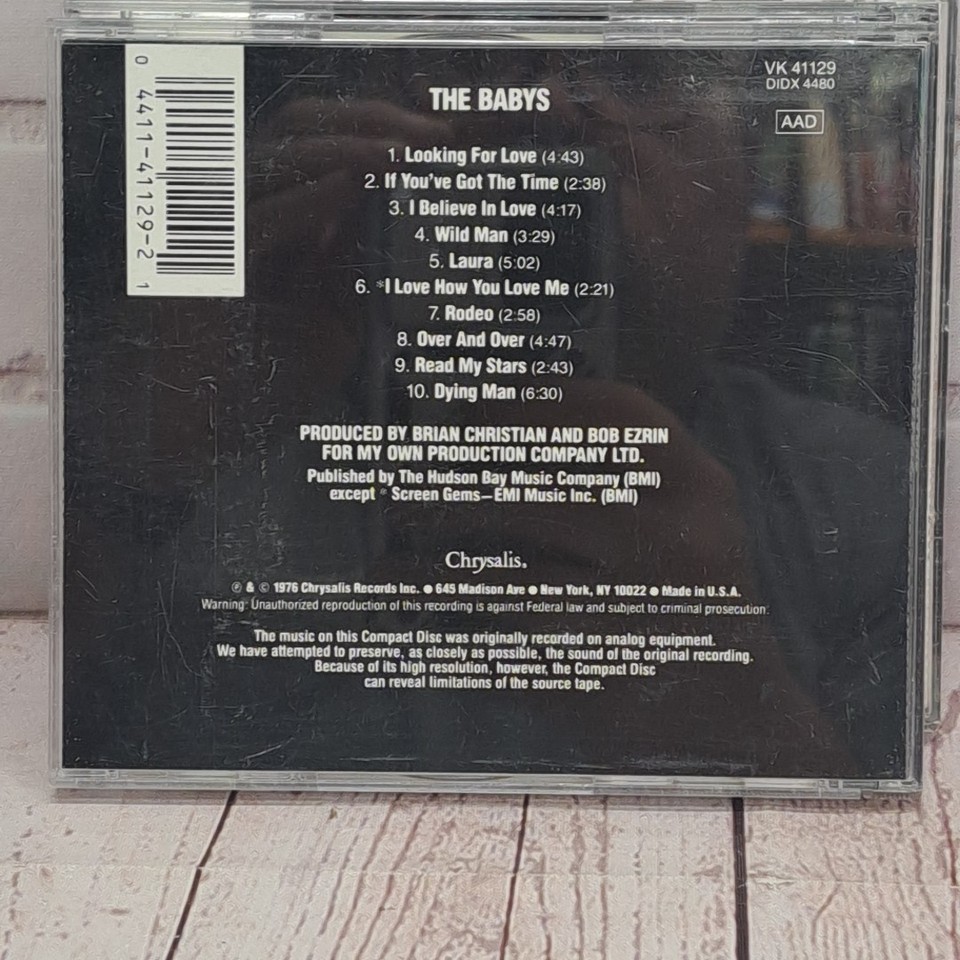 0 4411-41129-2 1
VK 41129
DIDX 4480
AAD
THE BABYS
1. Looking For Love (4:43)
2. If You've Got The Time (2:38)
3. I Believe In Love (4:17)
4. Wild Man (3:29)
5. Laura (5:02)
6. *I Love How You Love Me (2:21)
7. Rodeo (2:58)
8. Over And Over (4:47)
9. Read My Stars (2:43)
10. Dying Man (6:30)
PRODUCED BY BRIAN CHRISTIAN AND BOB EZRIN
FOR MY OWN PRODUCTION COMPANY LTD.
Published by The Hudson Bay Music Company (BMI)
except * Screen Gems—EMI Music Inc. (BMI)
Chrysalis.
℗ & © 1976 Chrysalis Records Inc. ● 645 Madison Ave ● New York, NY 10022 ● Made in U.S.A.
Warning: Unauthorized reproduction of this recording is against Federal law and subject to criminal prosecution.
The music on this Compact Disc was originally recorded on analog equipment.
We have attempted to preserve, as closely as possible, the sound of the original recording.
Because of its high resolution, however, the Compact Disc
can reveal limitations of the source tape.